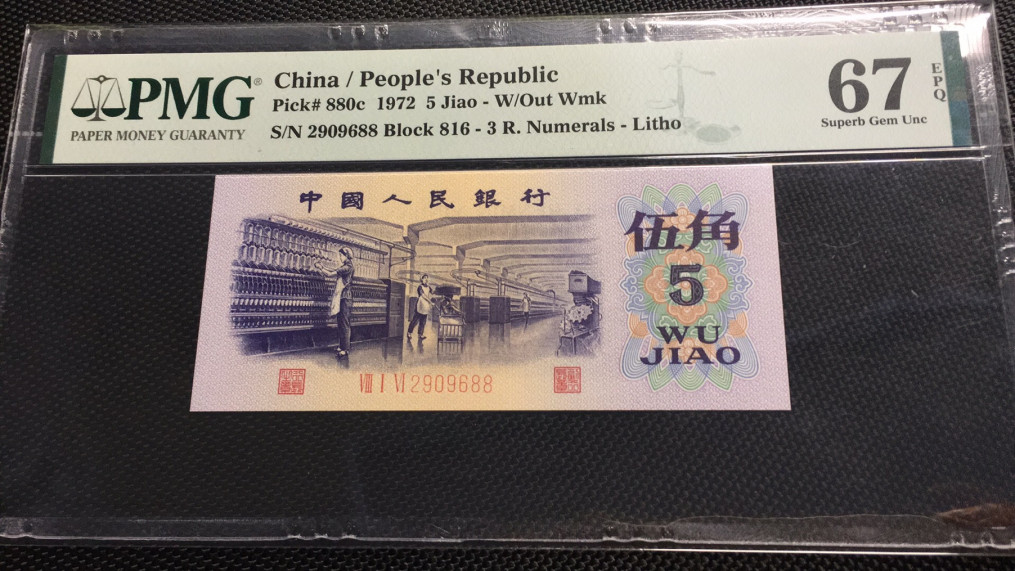 PMG®
PAPER MONEY GUARANTY
China / People's Republic
Pick# 880c 1972 5 Jiao - W/Out Wmk
S/N 2909688 Block 816 - 3 R. Numerals - Litho
67
EPQ
Superb Gem Unc
中國人民銀行
伍角
5
WU
JIAO
VIII I VI 2909688